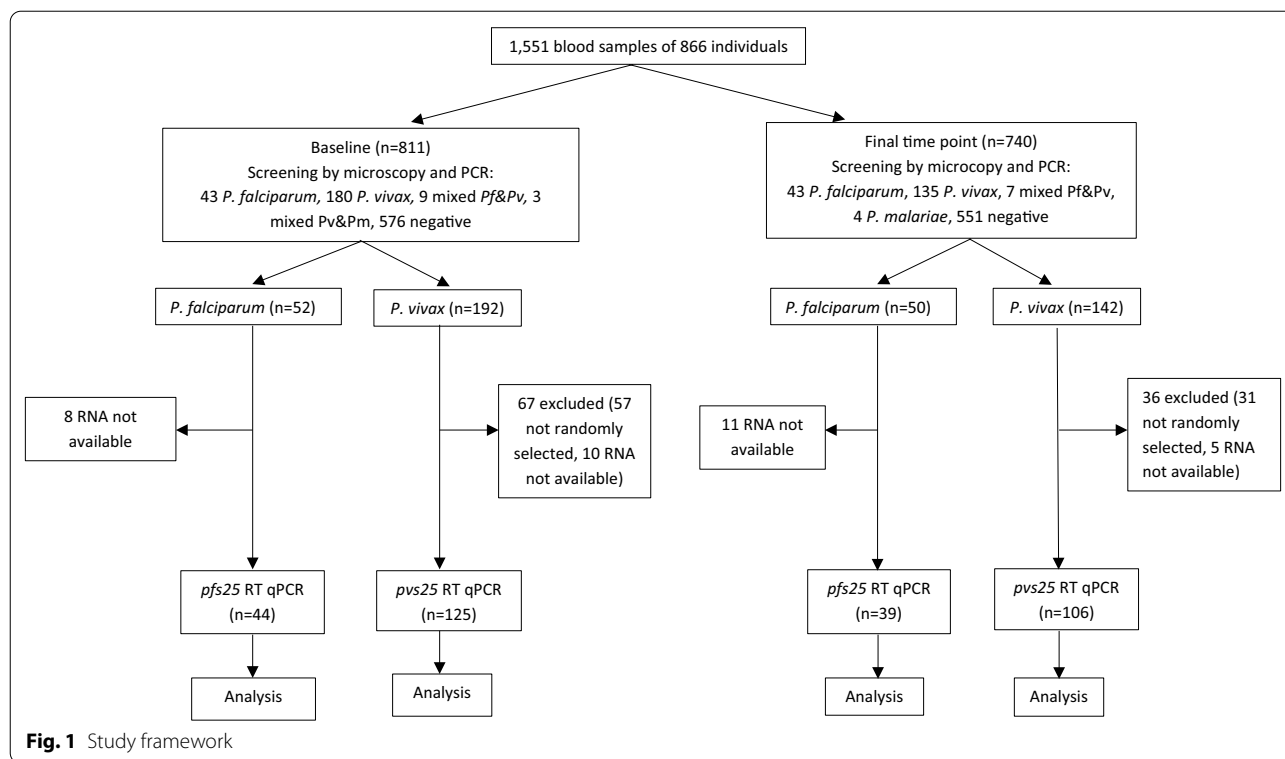 1,551 blood samples of 866 individuals
Baseline (n=811)
Screening by microscopy and PCR:
43 P. falciparum, 180 P. vivax, 9 mixed Pf&Pv, 3
mixed Pv&Pm, 576 negative
Final time point (n=740)
Screening by microcopy and PCR:
43 P. falciparum, 135 P. vivax, 7 mixed Pf&Pv,
4 P. malariae, 551 negative
P. falciparum (n=52)
P. vivax (n=192)
P. falciparum (n=50)
P. vivax (n=142)
8 RNA not
available
67 excluded (57
not randomly
selected, 10 RNA
not available)
11 RNA not
available
36 excluded (31
not randomly
selected, 5 RNA
not available)
pfs25 RT qPCR
(n=44)
pvs25 RT qPCR
(n=125)
pfs25 RT qPCR
(n=39)
pvs25 RT qPCR
(n=106)
Analysis
Analysis
Analysis
Analysis
Fig. 1 Study framework